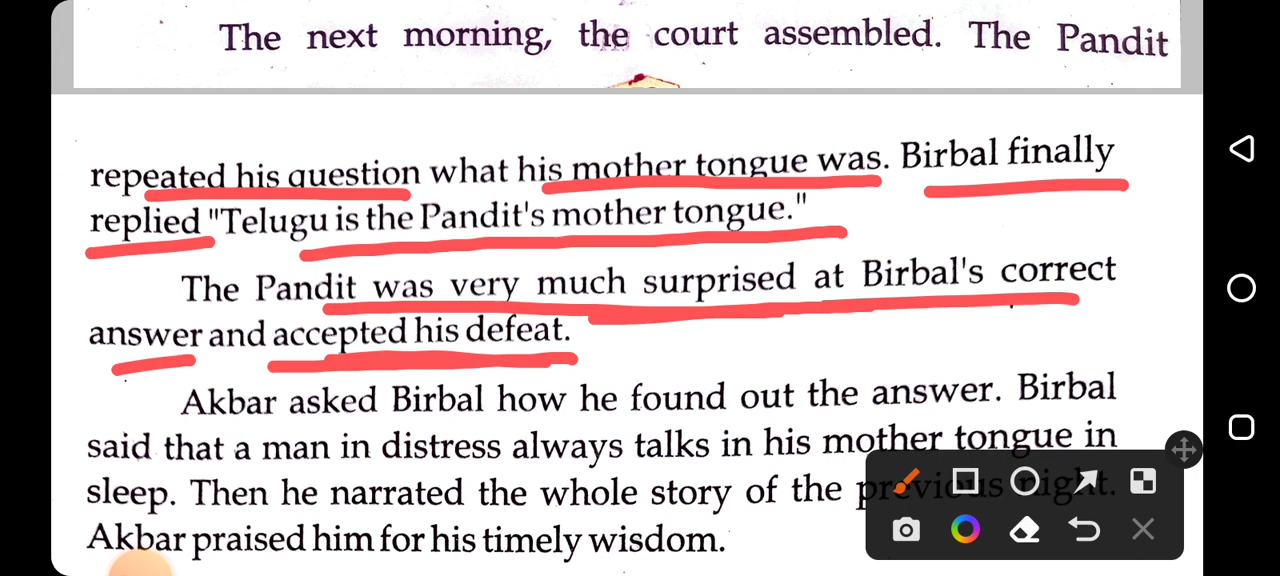 The next morning, the court assembled. The Pandit
repeated his question what his mother tongue was. Birbal finally
replied "Telugu is the Pandit's mother tongue."
The Pandit was very much surprised at Birbal's correct
answer and accepted his defeat.
Akbar asked Birbal how he found out the answer. Birbal
said that a man in distress always talks in his mother tongue in
sleep. Then he narrated the whole story of the previous night.
Akbar praised him for his timely wisdom.